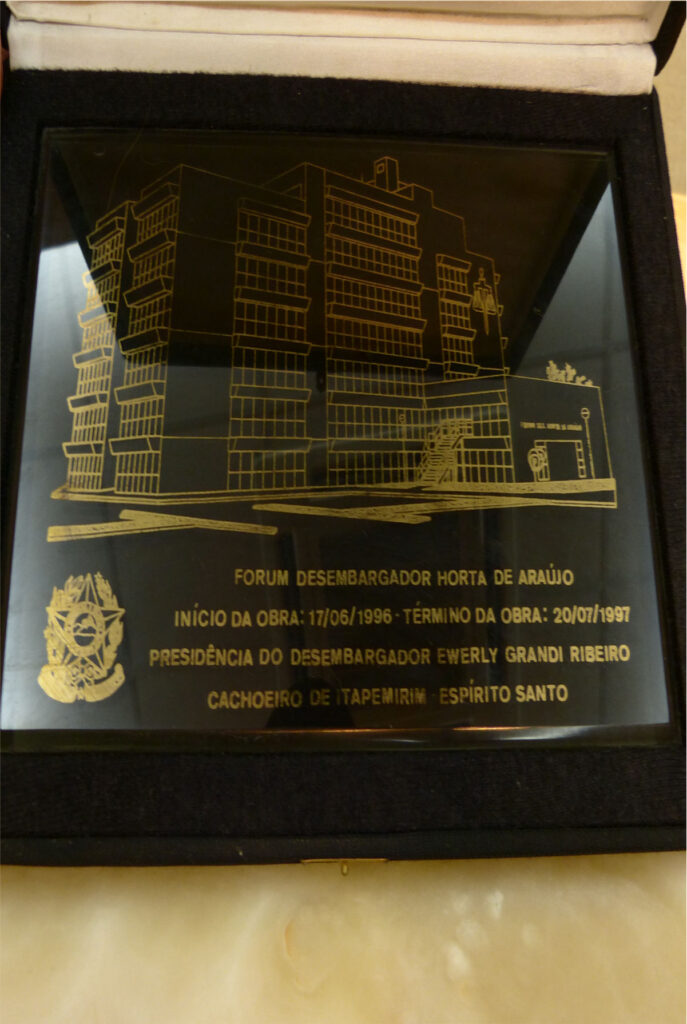 FORUM DESEMBARGADOR HORTA DE ARAÚJO
INÍCIO DA OBRA: 17/06/1996 - TÉRMINO DA OBRA: 20/07/1997
PRESIDÊNCIA DO DESEMBARGADOR EWERLY GRANDI RIBEIRO
CACHOEIRO DE ITAPEMIRIM - ESPÍRITO SANTO